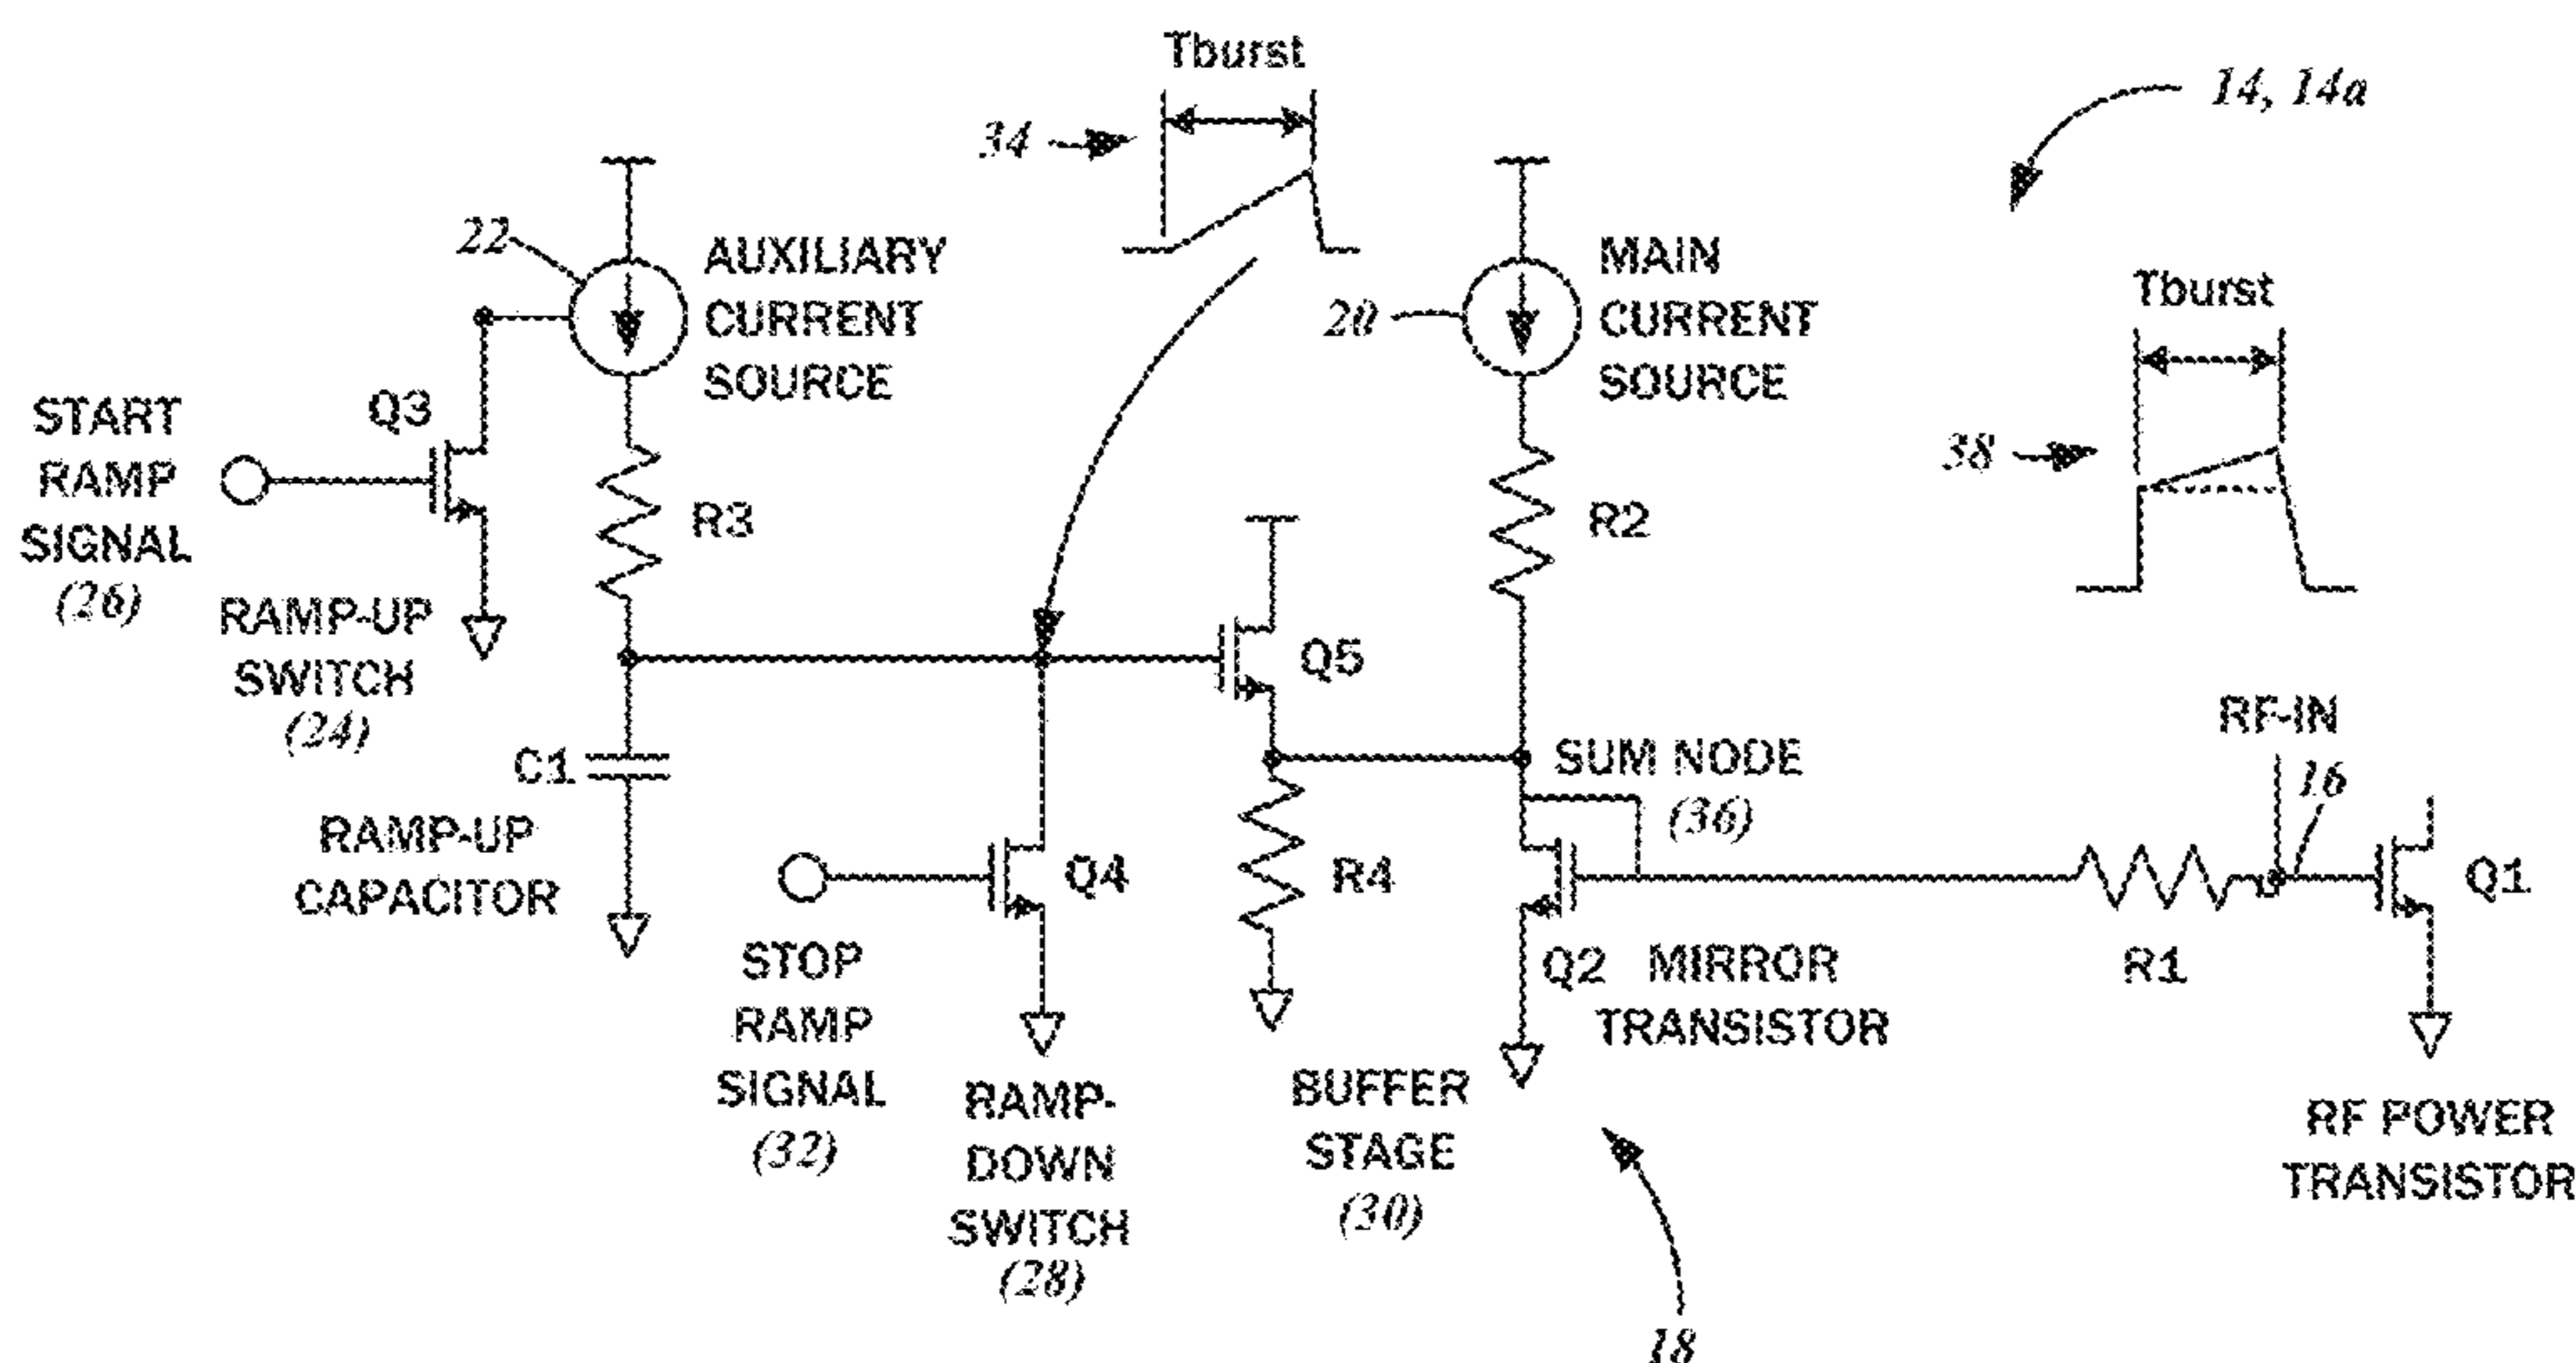 Tburst
34
14, 14a
22
AUXILIARY
CURRENT
SOURCE
20
MAIN
CURRENT
SOURCE
Tburst
38
START
RAMP
SIGNAL
(26)
Q3
RAMP-UP
SWITCH
(24)
R3
R2
Q5
C1
RAMP-UP
CAPACITOR
SUM NODE
(36)
RF-IN
16
STOP
RAMP
SIGNAL
(32)
Q4
RAMP-
DOWN
SWITCH
(28)
R4
BUFFER
STAGE
(30)
Q2 MIRROR
TRANSISTOR
R1
Q1
RF POWER
TRANSISTOR
18